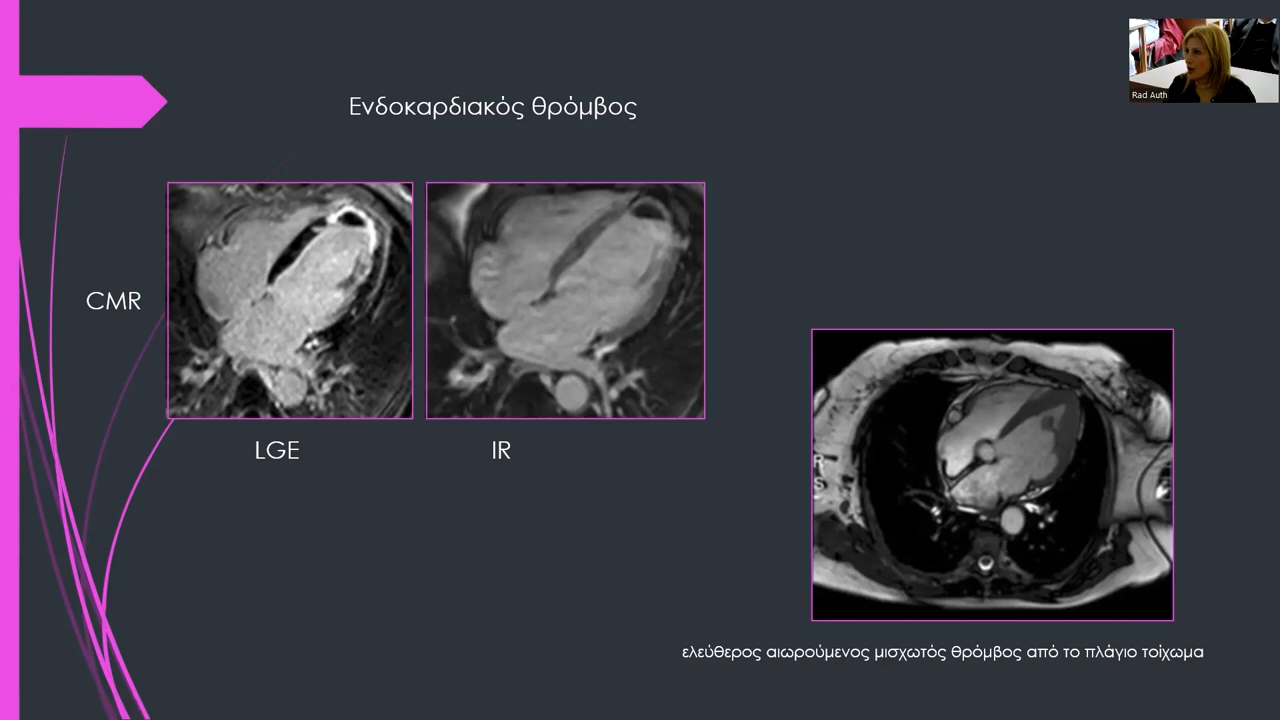 Rad Auth
Ενδοκαρδιακός θρόμβος
CMR
LGE
IR
R
S
ελεύθερος αιωρούμενος μισχωτός θρόμβος από το πλάγιο τοίχωμα